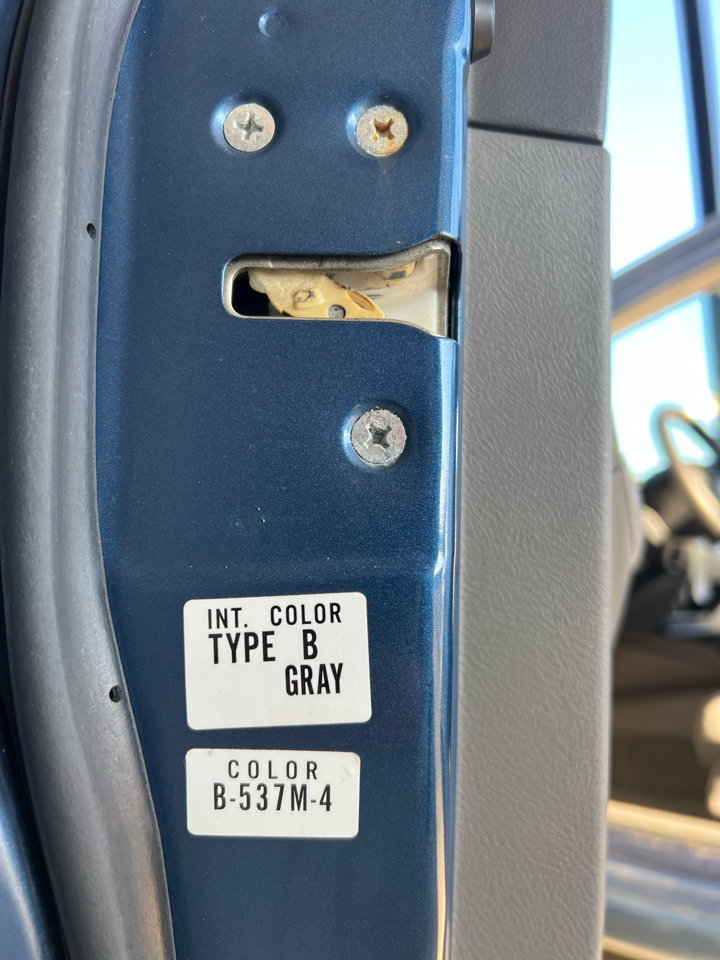 INT. COLOR
TYPE B
GRAY
COLOR
B-537M-4